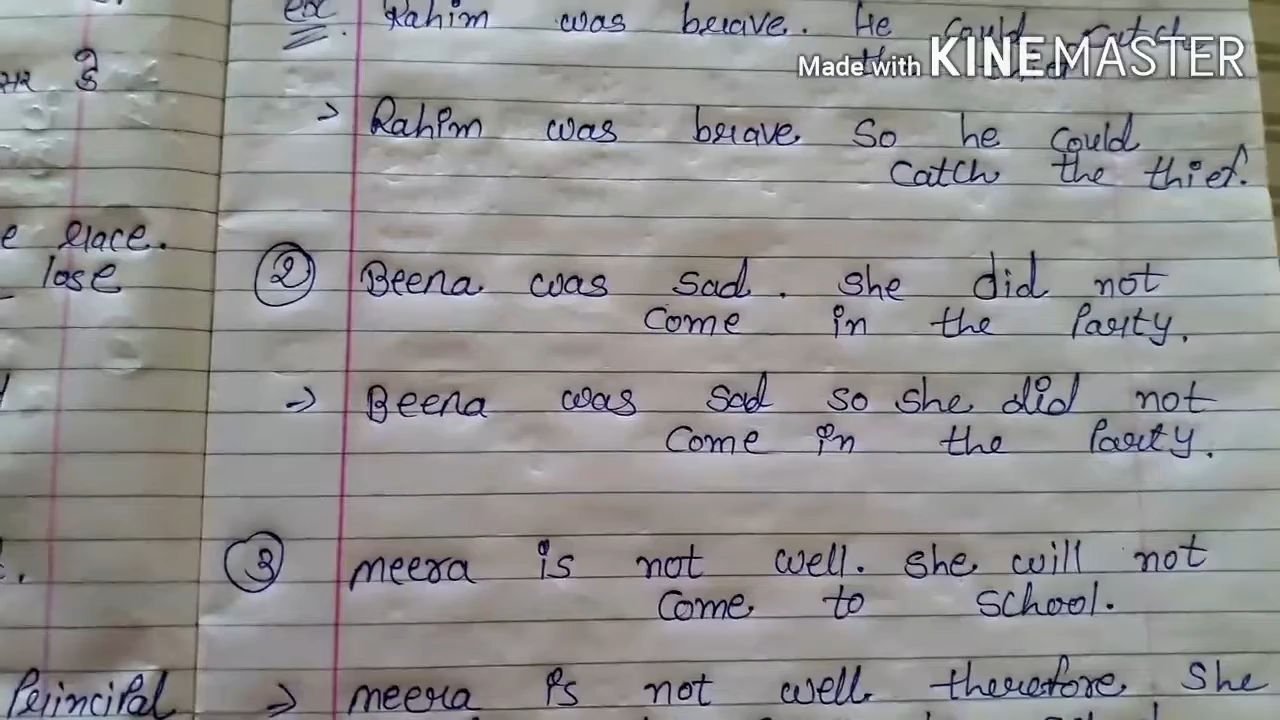 ex. Rahim was brave. He could catch
Made with KINEMASTER
है
→ Rahim was brave so he could
catch the thief.
e race.
lose
② Beena was sad. she did not
come in the Party.
→ Beena was sad so she did not
come in the Party.
③ meera is not well. she will not
come to school.
Principal
→ meera is not well therefore she